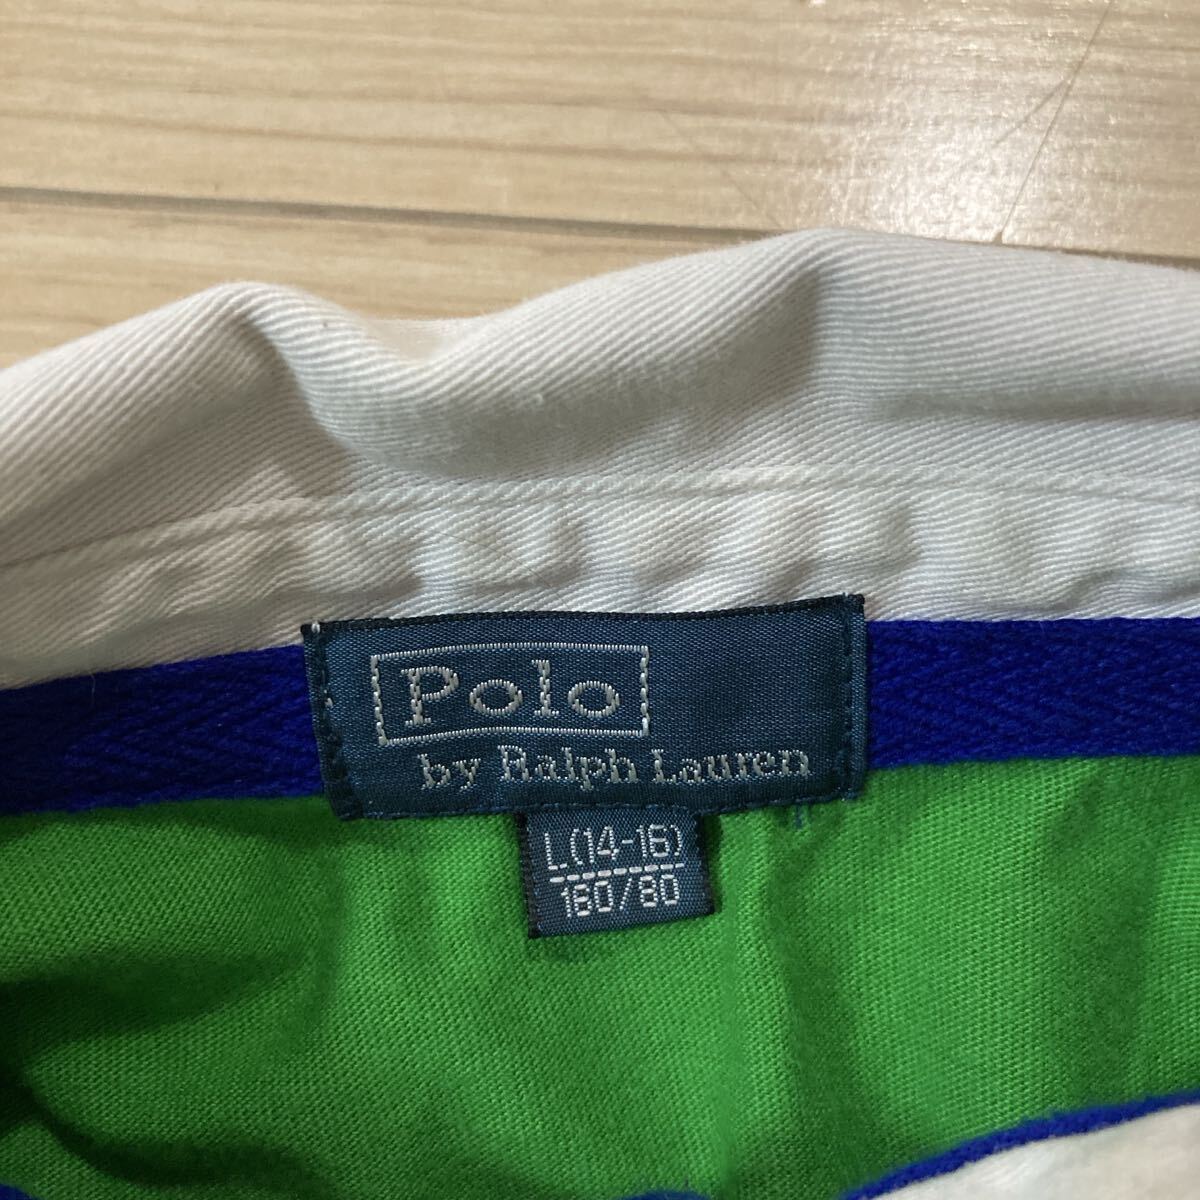 Polo
by Ralph Lauren
L(14-16)
160/80